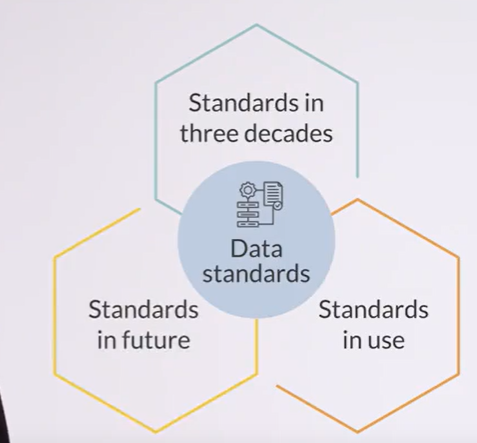 Standards in
three decades
Data
standards
Standards
in future
Standards
in use